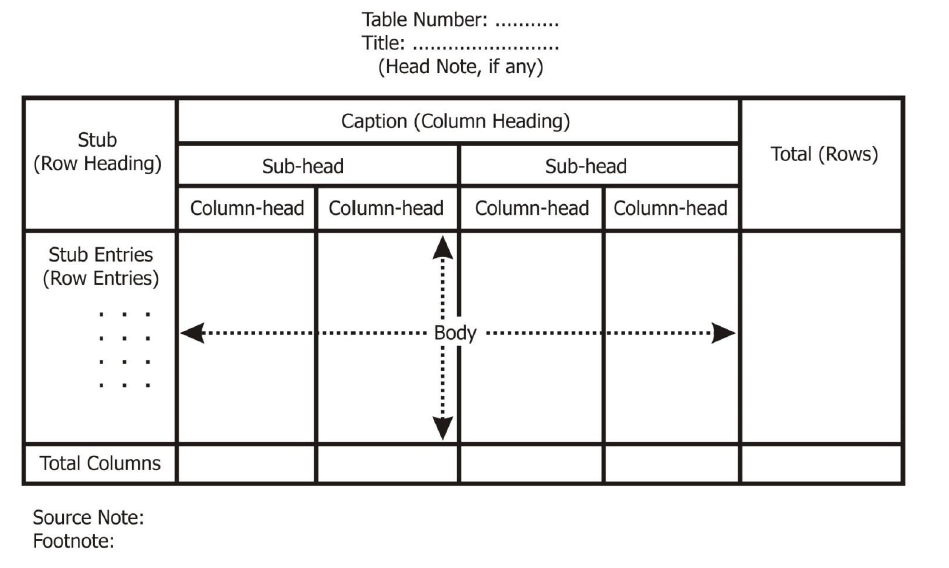 Table Number: ...........
Title: .........................
(Head Note, if any)
Stub
(Row Heading)
Caption (Column Heading)
Total (Rows)
Sub-head
Sub-head
Column-head
Column-head
Column-head
Column-head
Stub Entries
(Row Entries)
. . .
. . .
. . .
. . .
Body
Total Columns
Source Note:
Footnote: